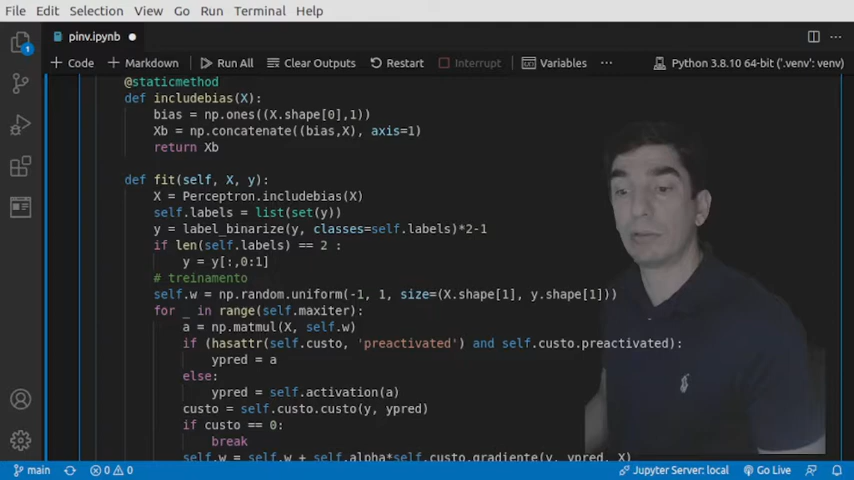 File Edit Selection View Go Run Terminal Help
pinv.ipynb
Code Markdown Run All Clear Outputs Restart Interrupt Variables ··· Python 3.8.10 64-bit ('.venv': venv)
@staticmethod
def includebias(X):
bias = np.ones((X.shape[0],1))
Xb = np.concatenate((bias,X), axis=1)
return Xb
def fit(self, X, y):
X = Perceptron.includebias(X)
self.labels = list(set(y))
y = label_binarize(y, classes=self.labels)*2-1
if len(self.labels) == 2 :
y = y[:,0:1]
# treinamento
self.w = np.random.uniform(-1, 1, size=(X.shape[1], y.shape[1]))
for _ in range(self.maxiter):
a = np.matmul(X, self.w)
if (hasattr(self.custo, 'preactivated') and self.custo.preactivated):
ypred = a
else:
ypred = self.activation(a)
custo = self.custo.custo(y, ypred)
if custo == 0:
break
self.w = self.w + self.alpha*self.custo.gradiente(y, ypred, X)
main 0 0 Jupyter Server: local Go Live
1